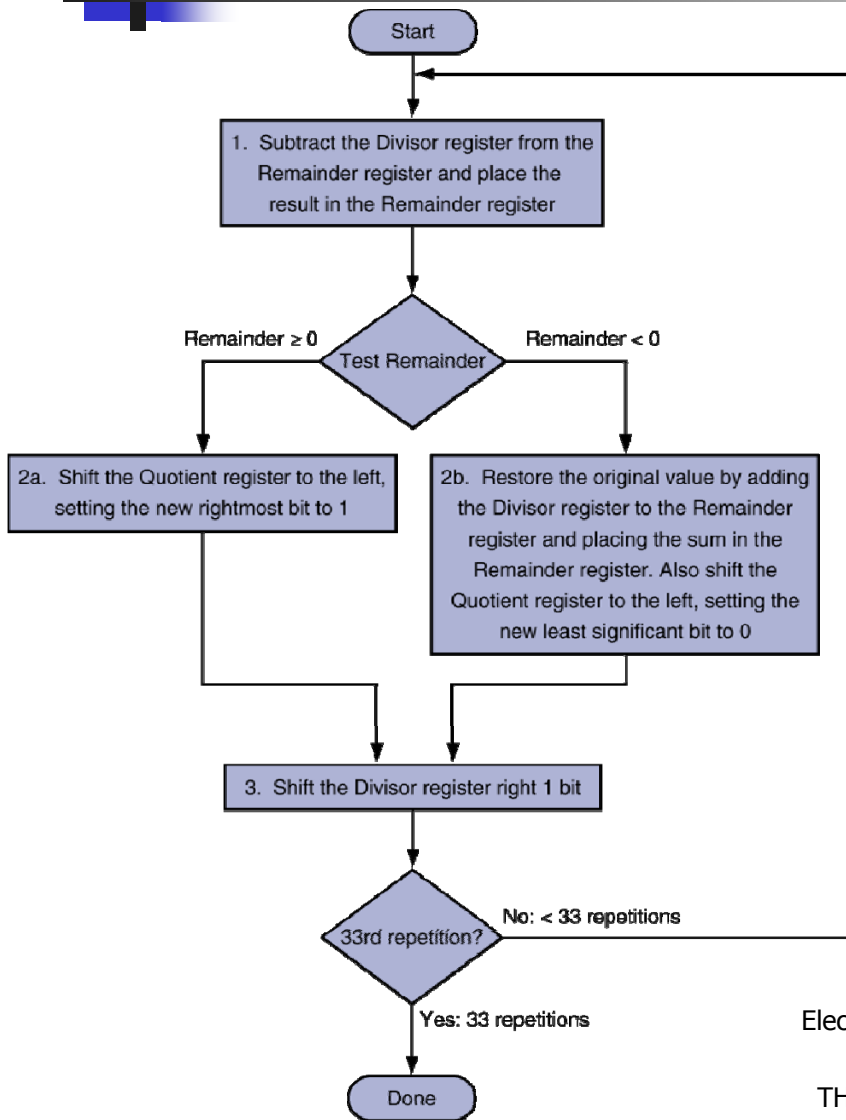 Start
1. Subtract the Divisor register from the
Remainder register and place the
result in the Remainder register
Remainder ≥ 0
Remainder < 0
Test Remainder
2a. Shift the Quotient register to the left,
setting the new rightmost bit to 1
2b. Restore the original value by adding
the Divisor register to the Remainder
register and placing the sum in the
Remainder register. Also shift the
Quotient register to the left, setting the
new least significant bit to 0
3. Shift the Divisor register right 1 bit
33rd repetition?
No: < 33 repetitions
Yes: 33 repetitions
Elec
TH
Done